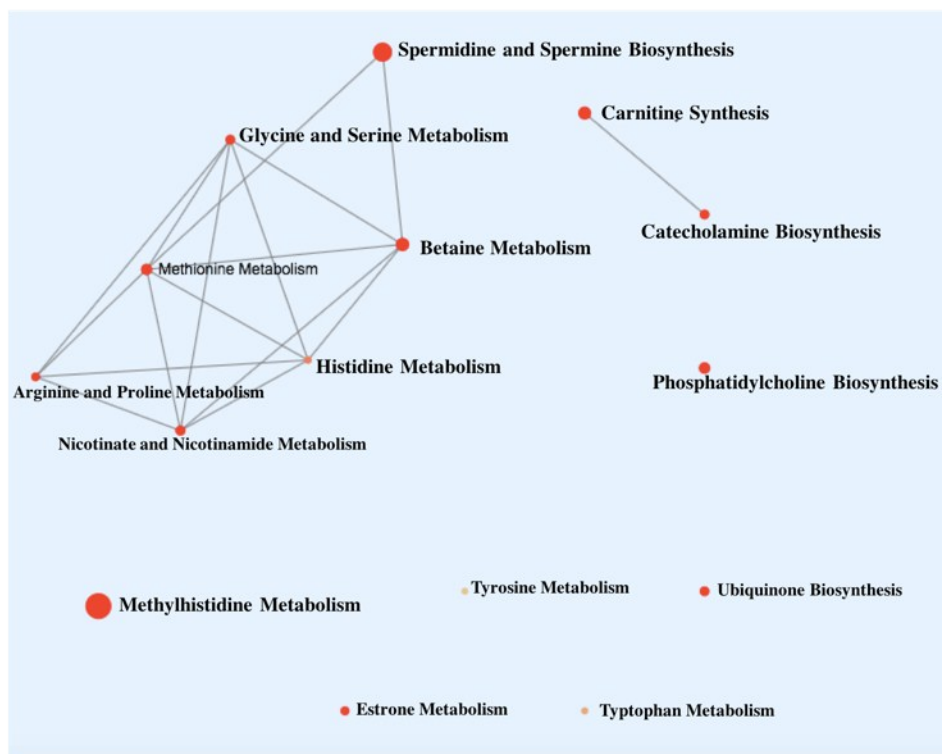 Spermidine and Spermine Biosynthesis
Carnitine Synthesis
Glycine and Serine Metabolism
Catecholamine Biosynthesis
Betaine Metabolism
Methionine Metabolism
Histidine Metabolism
Phosphatidylcholine Biosynthesis
Arginine and Proline Metabolism
Nicotinate and Nicotinamide Metabolism
Tyrosine Metabolism
Ubiquinone Biosynthesis
Methylhistidine Metabolism
Estrone Metabolism
Typtophan Metabolism